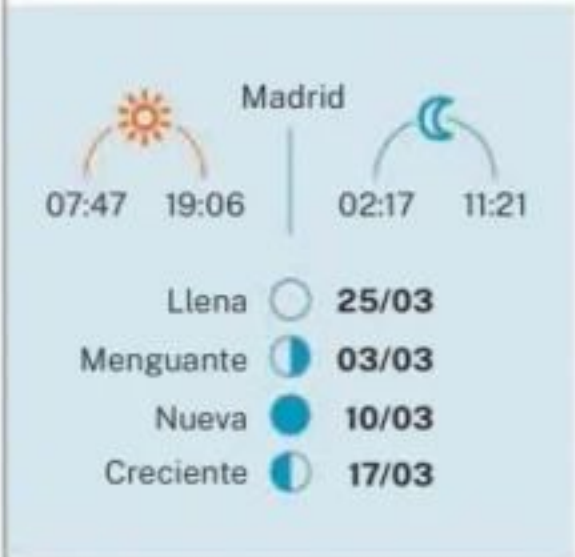 Madrid
07:47 19:06 02:17 11:21
Llena 25/03
Menguante 03/03
Nueva 10/03
Creciente 17/03